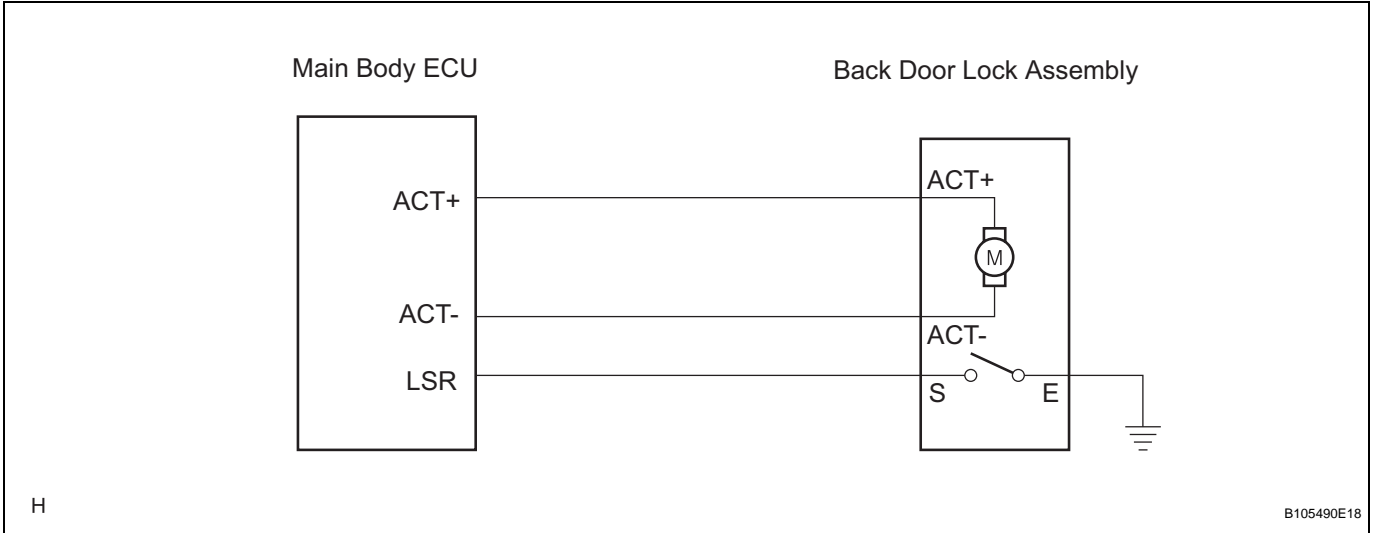 Main Body ECU
Back Door Lock Assembly
ACT+
ACT+
M
ACT-
ACT-
LSR
S
E
H
B105490E18